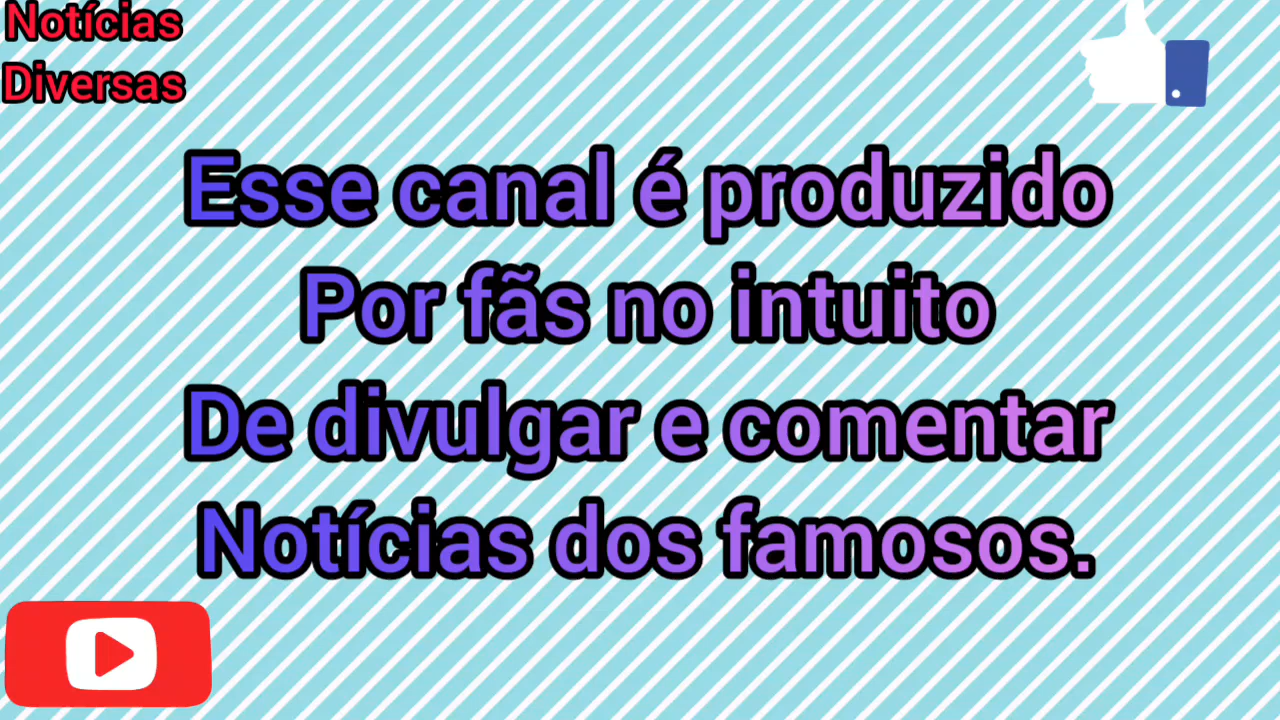 Notícias
Diversas
Esse canal é produzido
Por fãs no intuito
De divulgar e comentar
Notícias dos famosos.